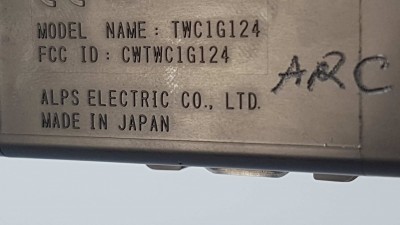 MODEL NAME : TWC1G124
FCC ID : CWTWC1G124
ARC
ALPS ELECTRIC CO., LTD.
MADE IN JAPAN